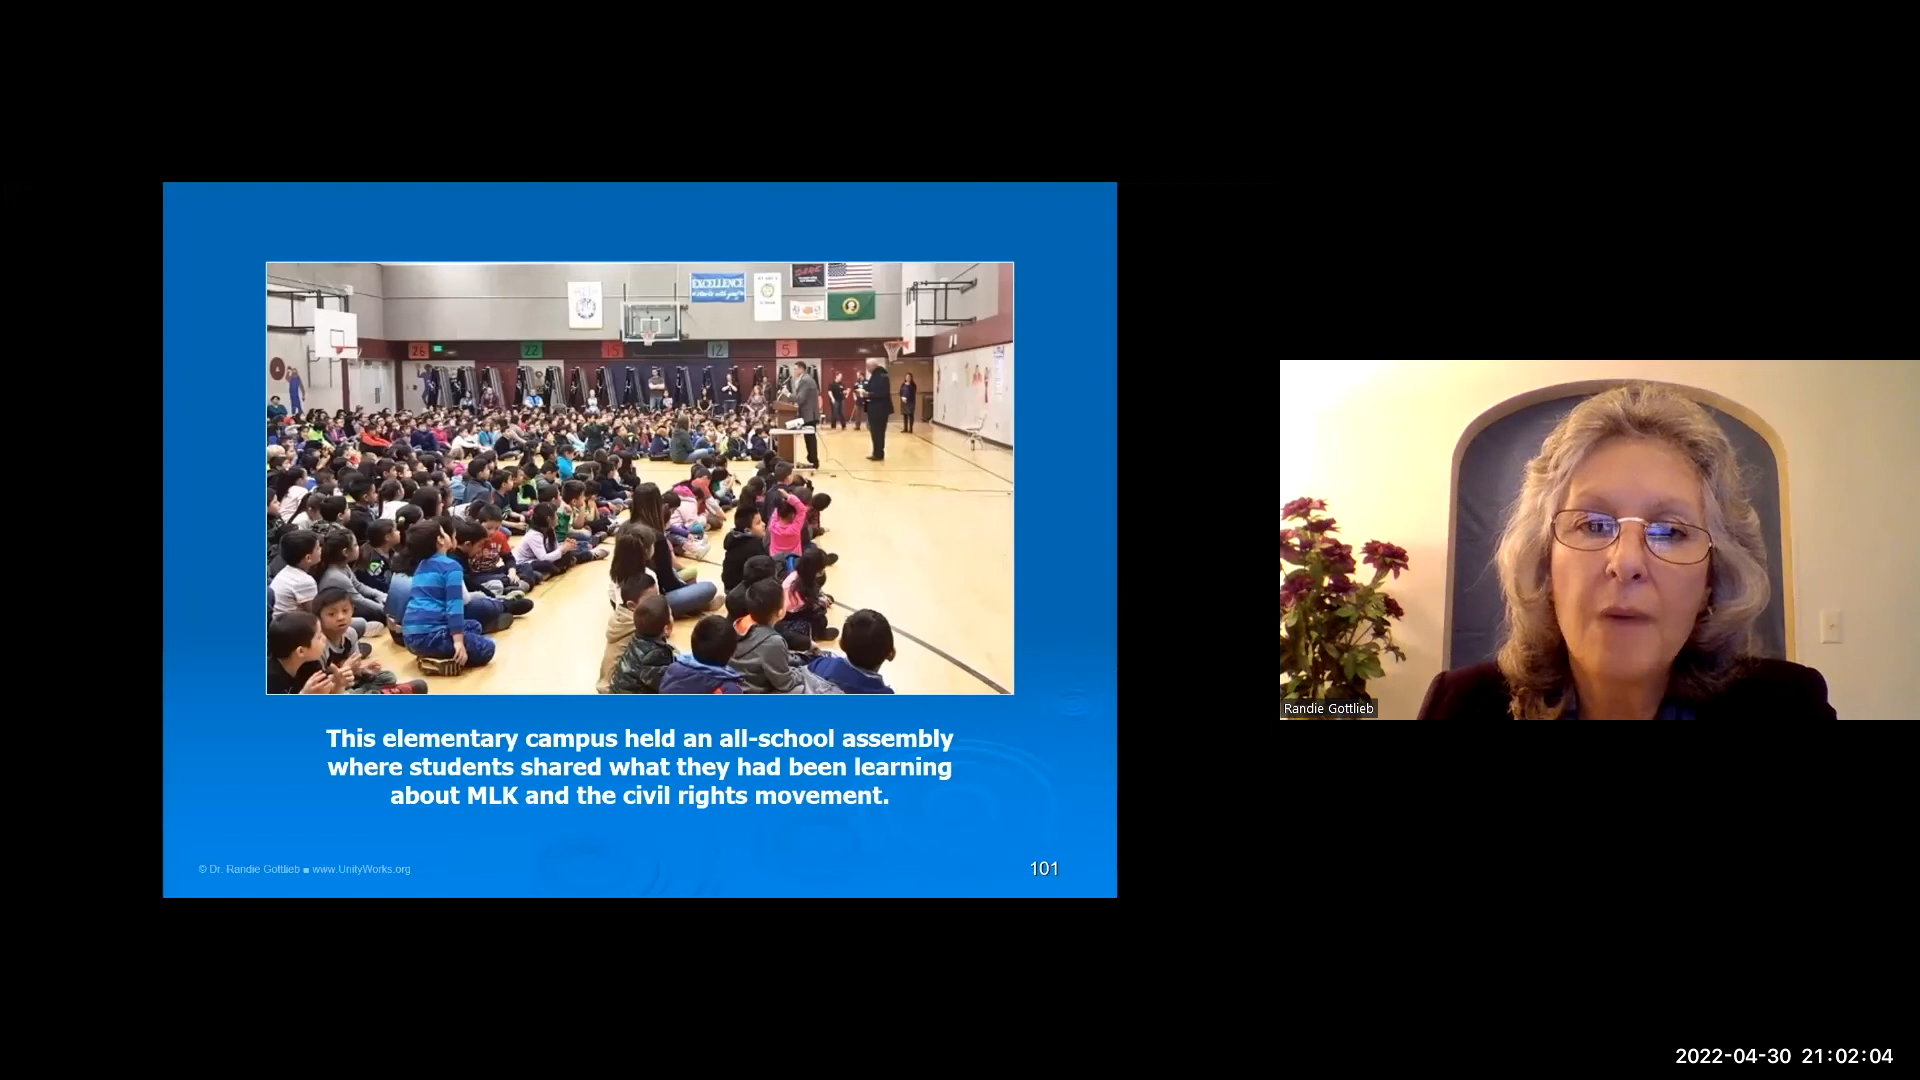 EXCELLENCE
DARE
26
22
15
12
5
This elementary campus held an all-school assembly
where students shared what they had been learning
about MLK and the civil rights movement.
© Dr. Randie Gottlieb ■ www.UnityWorks.org
101
Randie Gottlieb
2022-04-30 21:02:04